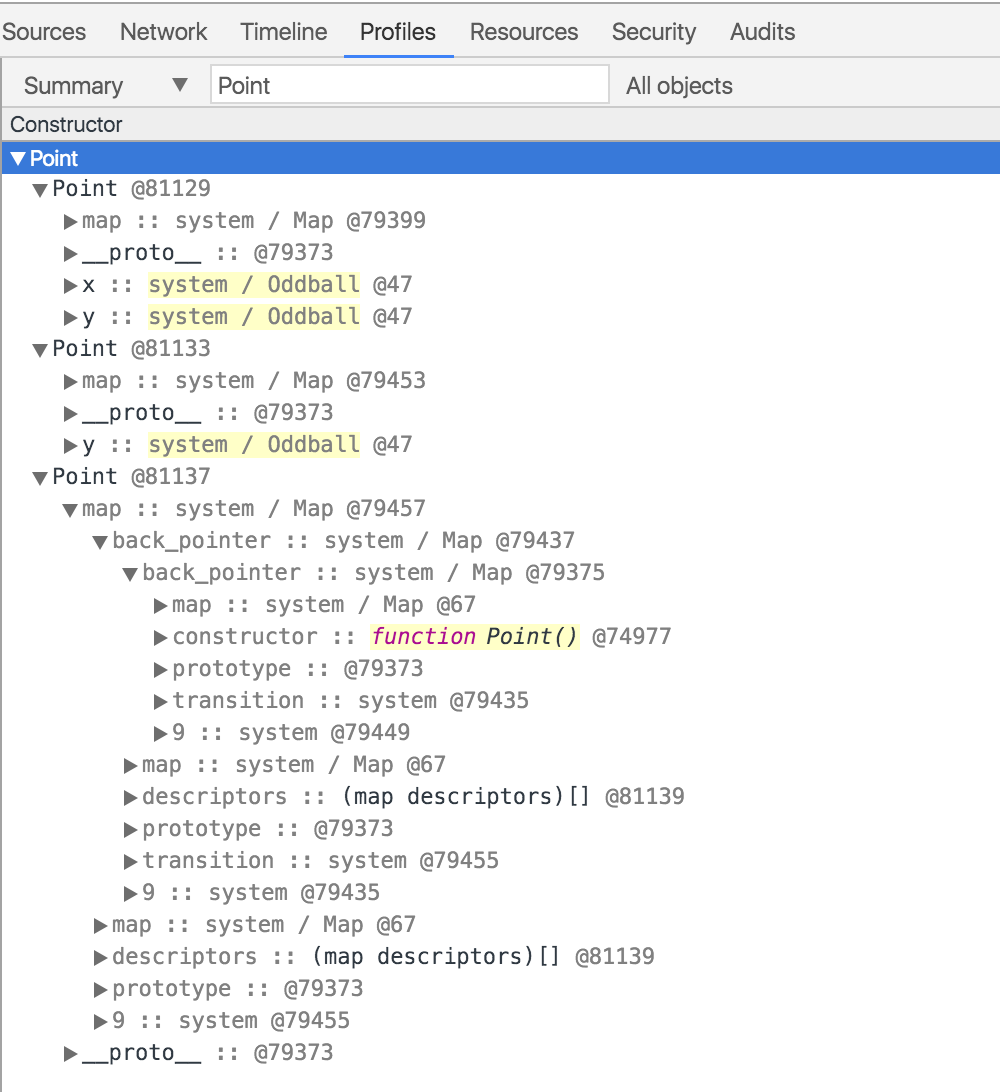 Sources Network Timeline Profiles Resources Security Audits
Summary ▼ Point All objects
Constructor
▼Point
▼Point @81129
▶map :: system / Map @79399
▶__proto__ :: @79373
▶x :: system / Oddball @47
▶y :: system / Oddball @47
▼Point @81133
▶map :: system / Map @79453
▶__proto__ :: @79373
▶y :: system / Oddball @47
▼Point @81137
▼map :: system / Map @79457
▼back_pointer :: system / Map @79437
▼back_pointer :: system / Map @79375
▶map :: system / Map @67
▶constructor :: function Point() @74977
▶prototype :: @79373
▶transition :: system @79435
▶9 :: system @79449
▶map :: system / Map @67
▶descriptors :: (map descriptors)[] @81139
▶prototype :: @79373
▶transition :: system @79455
▶9 :: system @79435
▶map :: system / Map @67
▶descriptors :: (map descriptors)[] @81139
▶prototype :: @79373
▶9 :: system @79455
▶__proto__ :: @79373